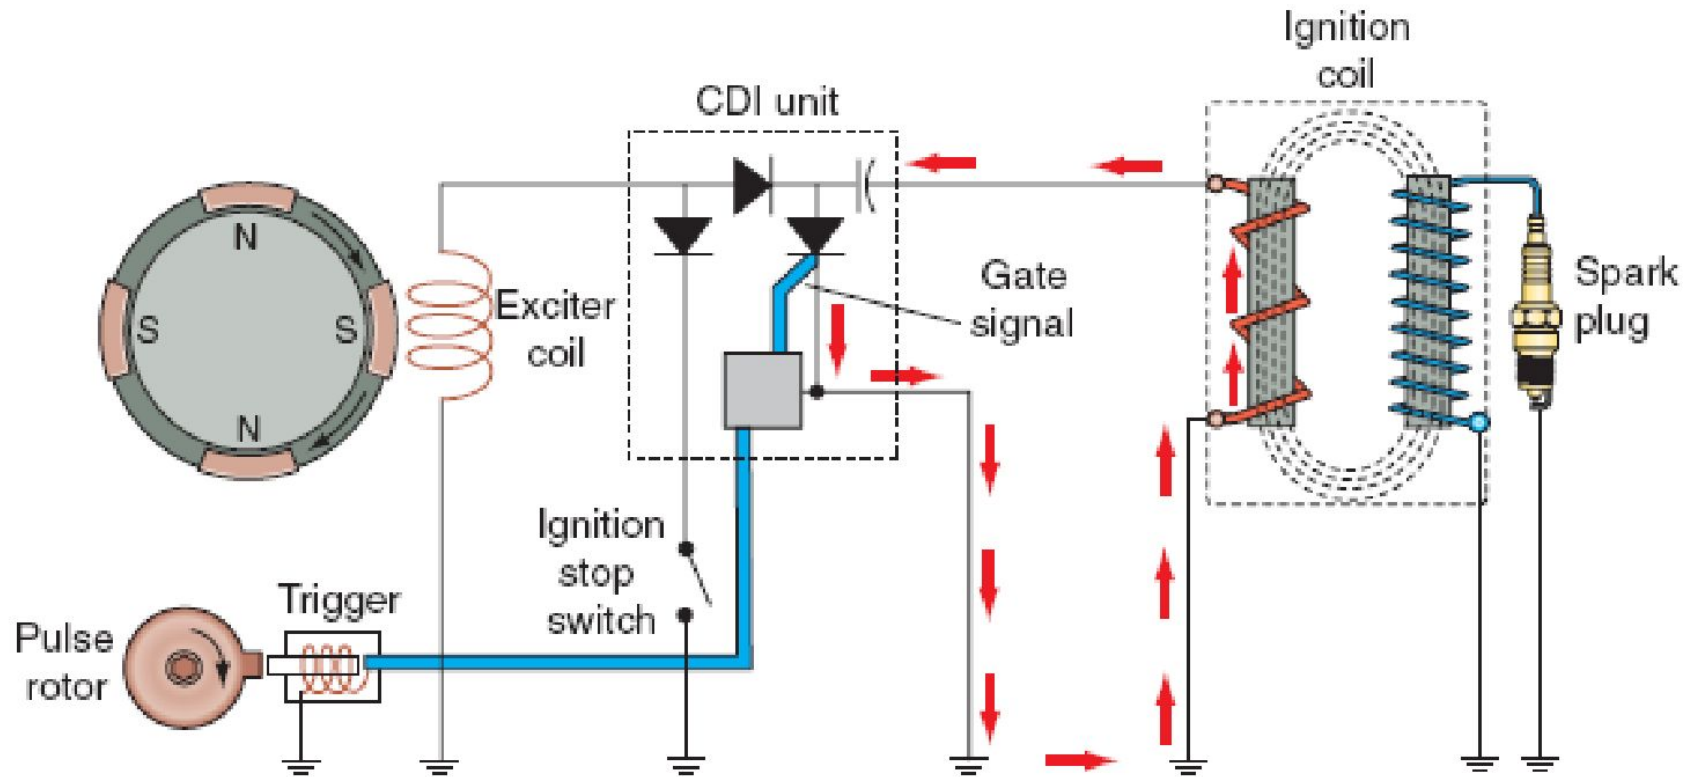 Ignition
coil
CDI unit
N
S
S
N
Exciter
coil
Gate
signal
Spark
plug
Ignition
stop
switch
Trigger
Pulse
rotor